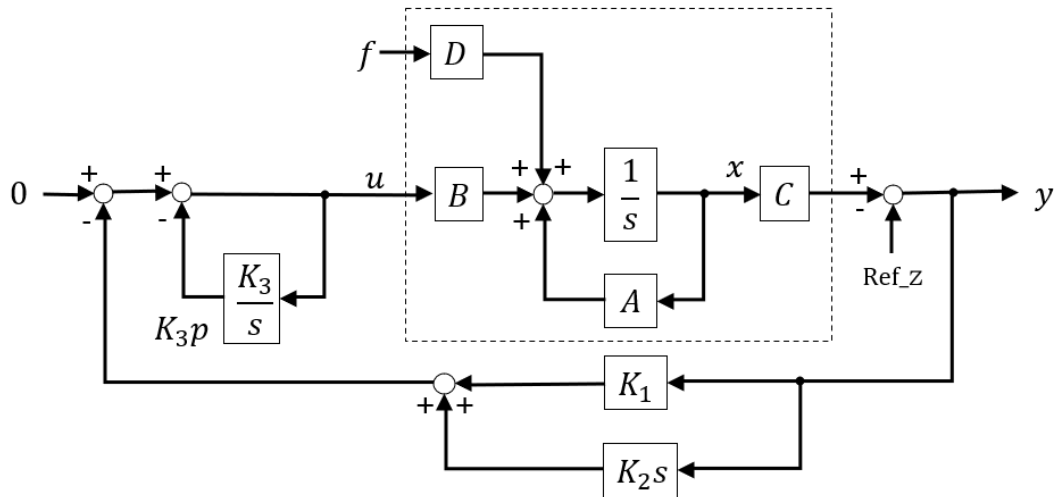 f
D
+
+
+
+
0
u
B
+
+
1
s
x
C
+
y
-
-
+
-
K₃
s
A
Ref_Z
K₃p
K₁
+
+
K₂s